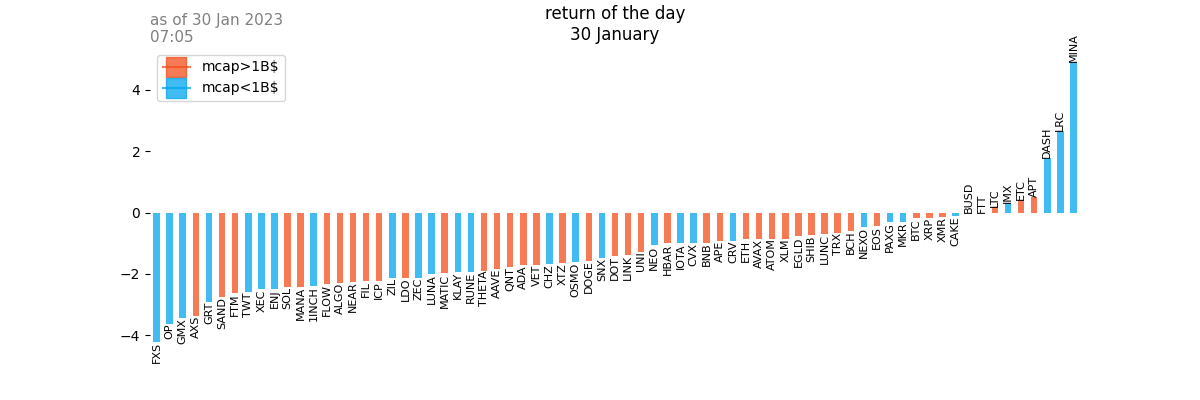 as of 30 Jan 2023
07:05
return of the day
30 January
mcap>1B$
mcap<1B$
4
2
0
−2
−4
FXS
OP
GMX
AXS
GRT
SAND
FTM
TWT
XEC
ENJ
SOL
MANA
1INCH
FLOW
ALGO
NEAR
FIL
ICP
ZIL
LDO
ZEC
LUNA
MATIC
KLAY
RUNE
THETA
AAVE
QNT
ADA
VET
CHZ
XTZ
OSMO
DOGE
SNX
DOT
LINK
UNI
NEO
HBAR
IOTA
CVX
BNB
APE
CRV
ETH
AVAX
ATOM
XLM
EGLD
SHIB
LUNC
TRX
BCH
NEXO
EOS
PAXG
MKR
BTC
XRP
XMR
CAKE
BUSD
FTT
LTC
IMX
ETC
APT
DASH
LRC
MINA